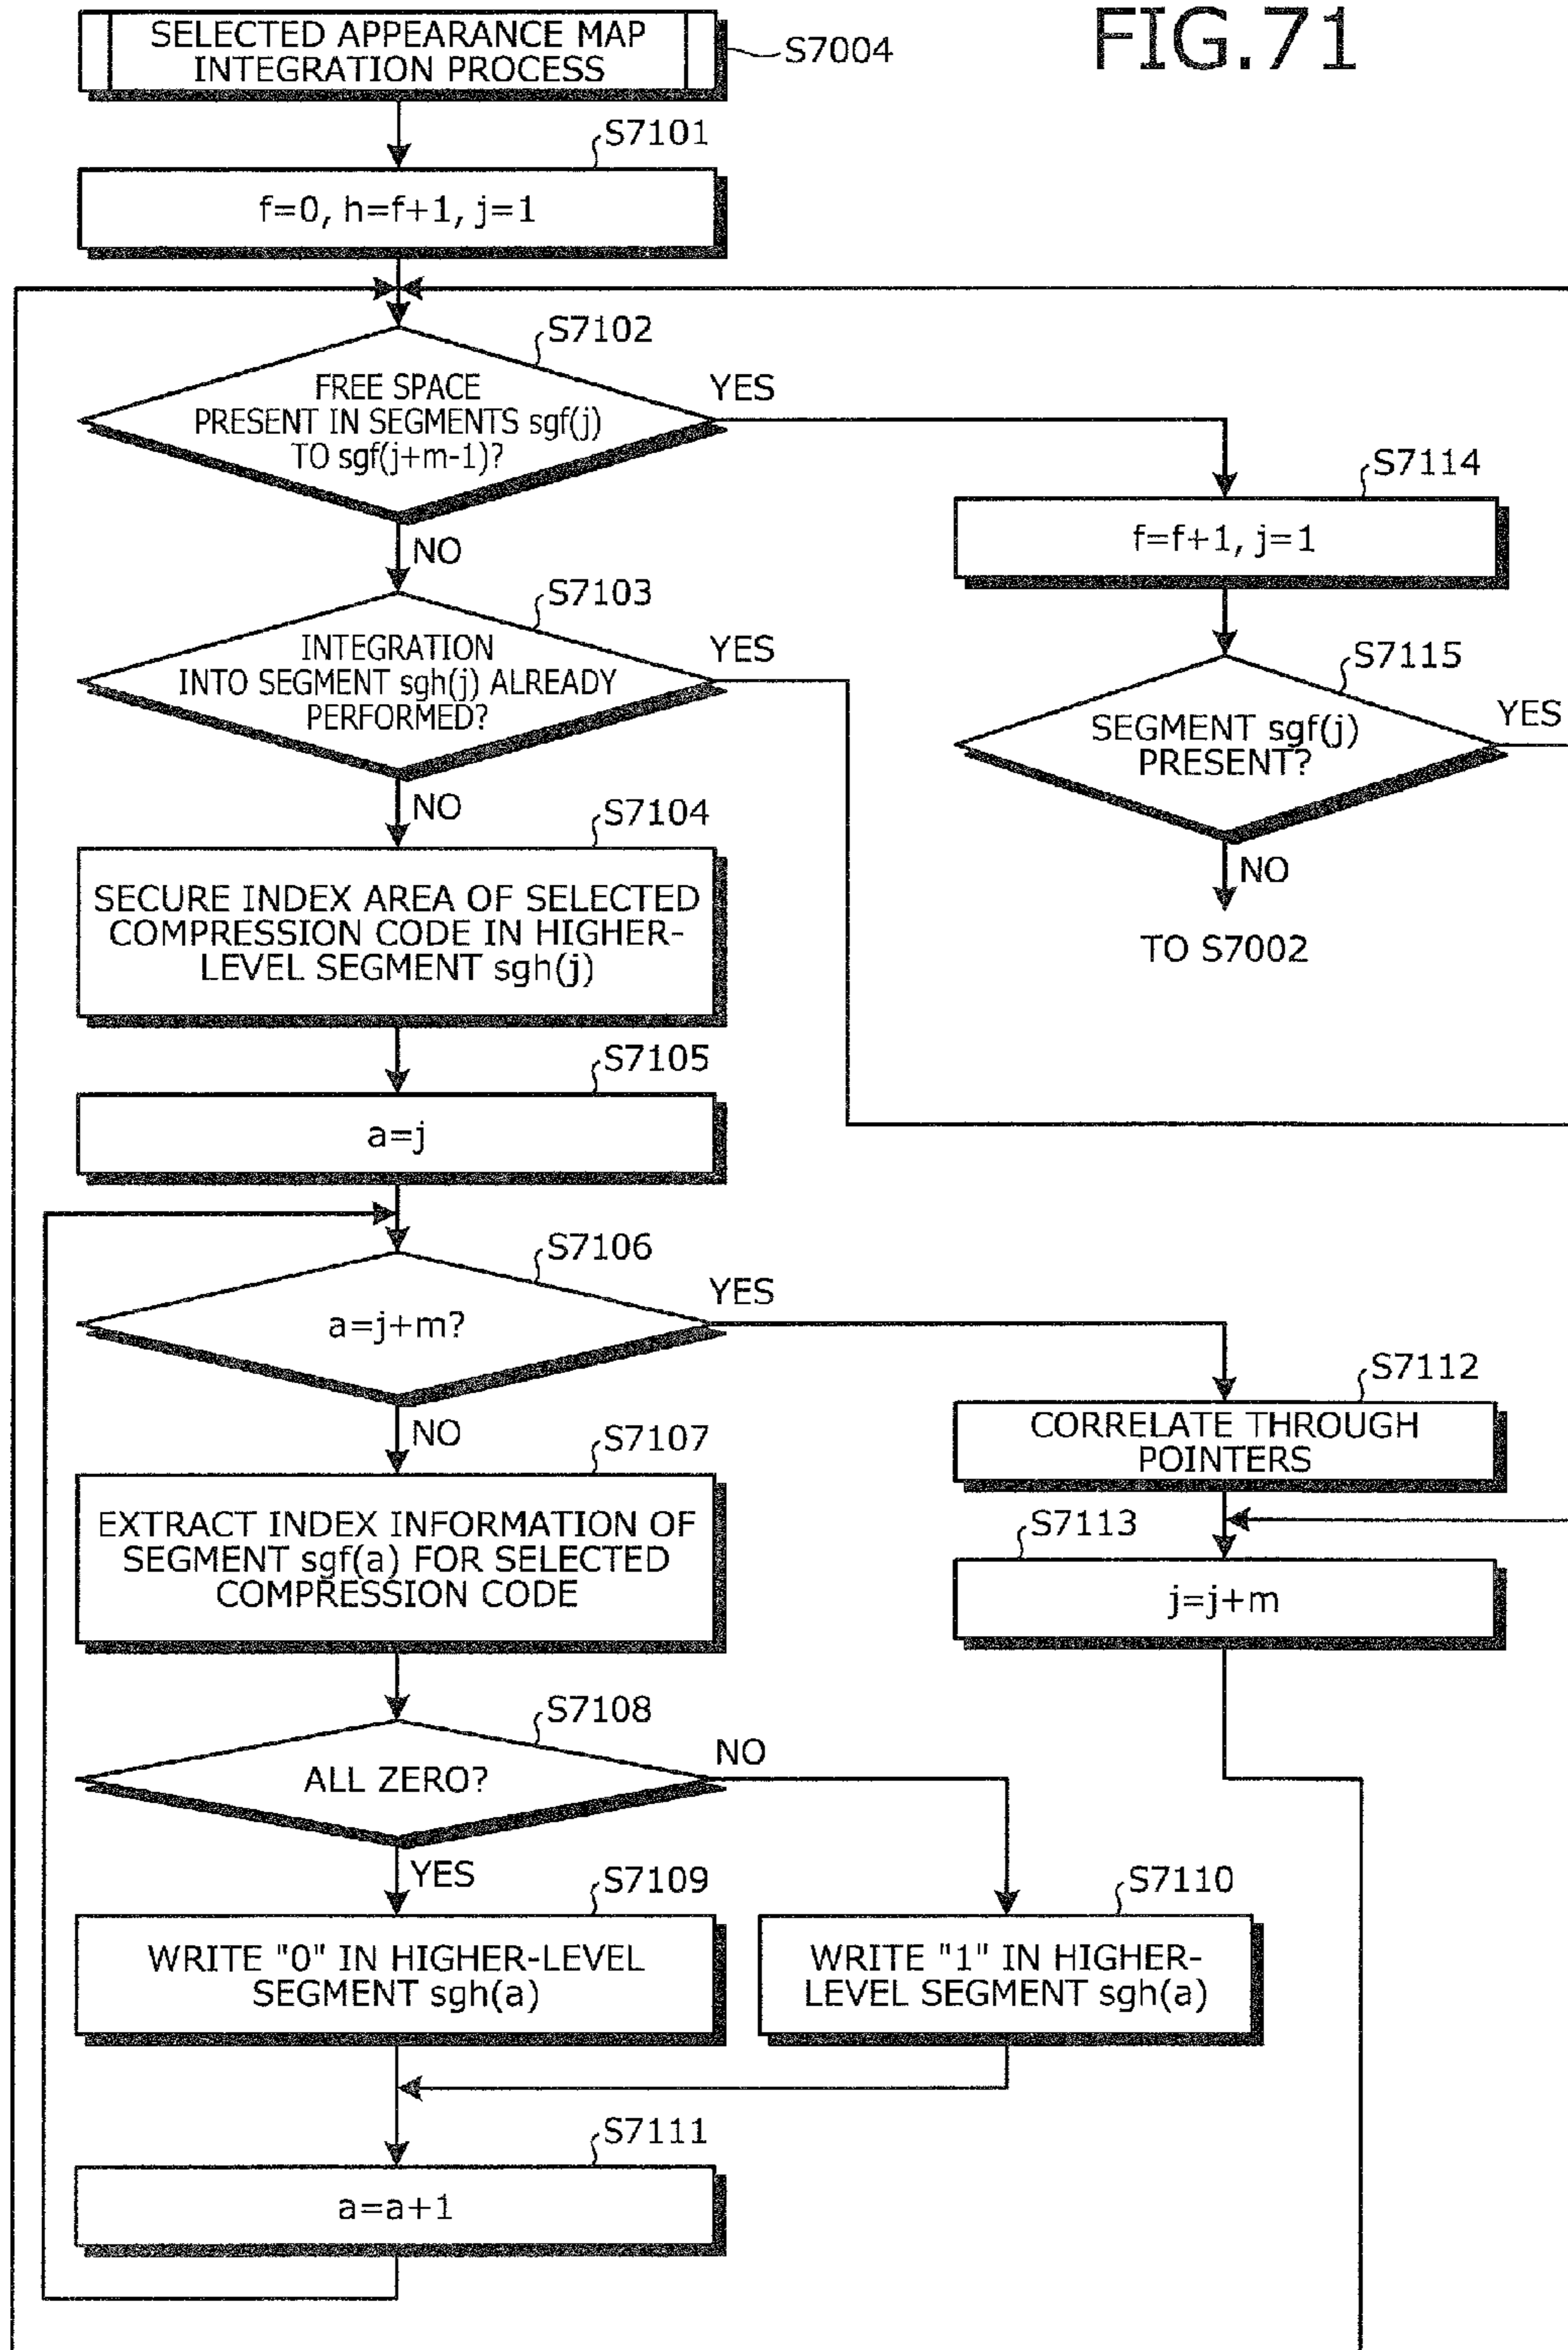 FIG.71
SELECTED APPEARANCE MAP
INTEGRATION PROCESS
S7004
S7101
f=0, h=f+1, j=1
S7102
FREE SPACE
PRESENT IN SEGMENTS sgf(j)
TO sgf(j+m-1)?
YES
NO
S7114
f=f+1, j=1
S7103
INTEGRATION
INTO SEGMENT sgh(j) ALREADY
PERFORMED?
YES
NO
S7115
SEGMENT sgf(j)
PRESENT?
YES
NO
TO S7002
S7104
SECURE INDEX AREA OF SELECTED
COMPRESSION CODE IN HIGHER-
LEVEL SEGMENT sgh(j)
S7105
a=j
S7106
a=j+m?
YES
NO
S7112
CORRELATE THROUGH
POINTERS
S7107
EXTRACT INDEX INFORMATION OF
SEGMENT sgf(a) FOR SELECTED
COMPRESSION CODE
S7113
j=j+m
S7108
ALL ZERO?
NO
YES
S7109
WRITE "0" IN HIGHER-LEVEL
SEGMENT sgh(a)
S7110
WRITE "1" IN HIGHER-
LEVEL SEGMENT sgh(a)
S7111
a=a+1